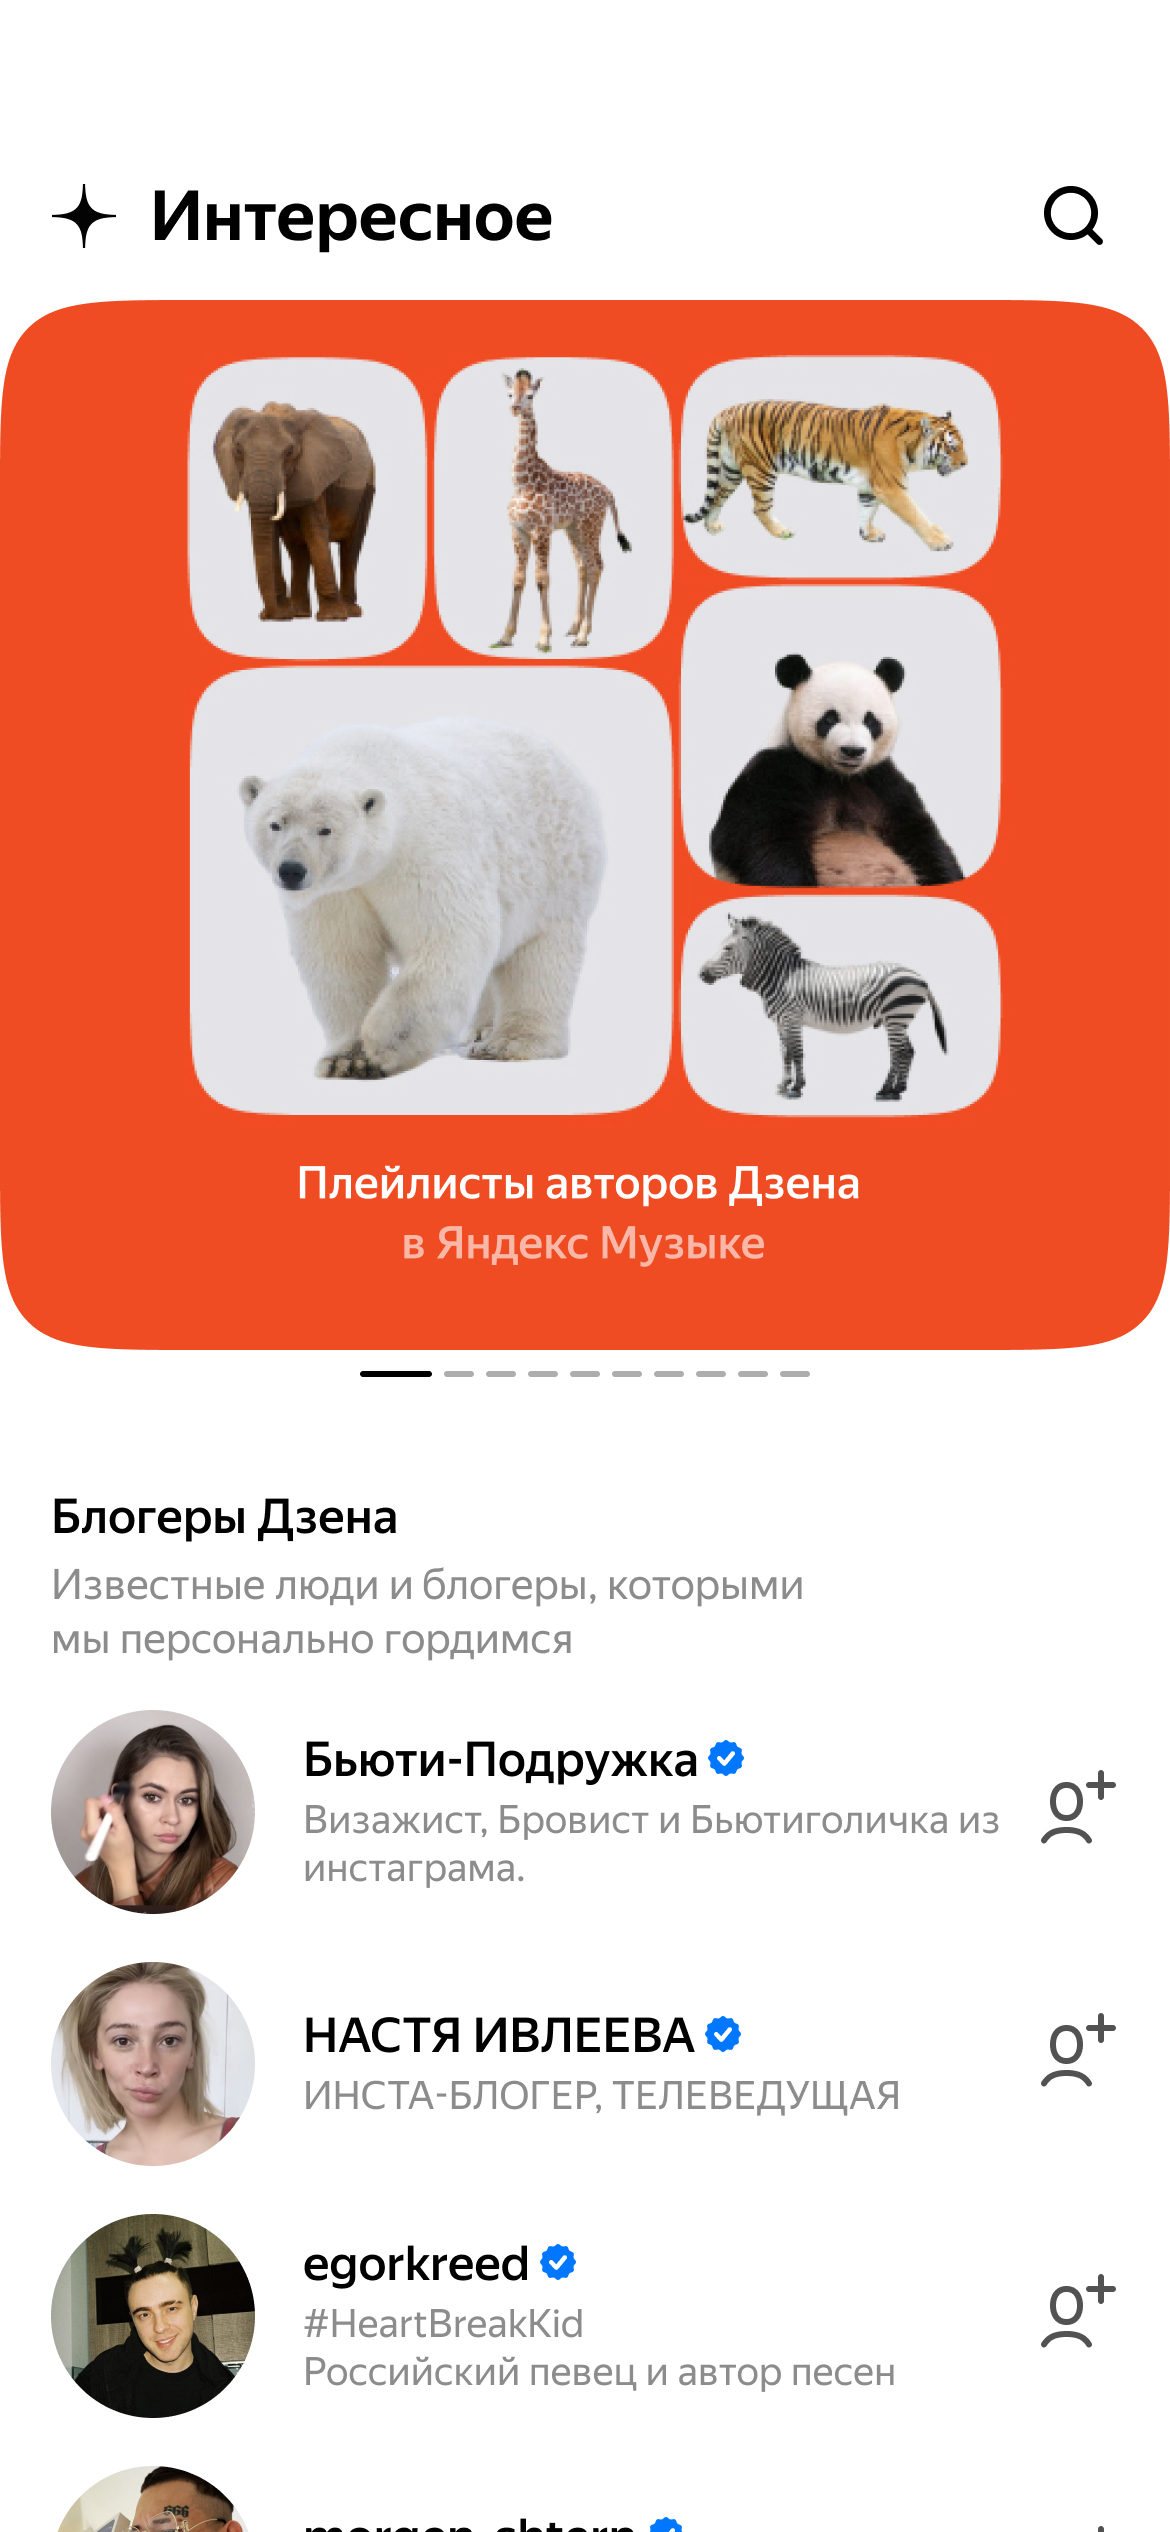 Интересное
Плейлисты авторов Дзена
в Яндекс Музыке
Блогеры Дзена
Известные люди и блогеры, которыми
мы персонально гордимся
Бьюти-Подружка
Визажист, Бровист и Бьютиголичка из
инстаграма.
НАСТЯ ИВЛЕЕВА
ИНСТА-БЛОГЕР, ТЕЛЕВЕДУЩАЯ
egorkreed
#HeartBreakKid
Российский певец и автор песен
666